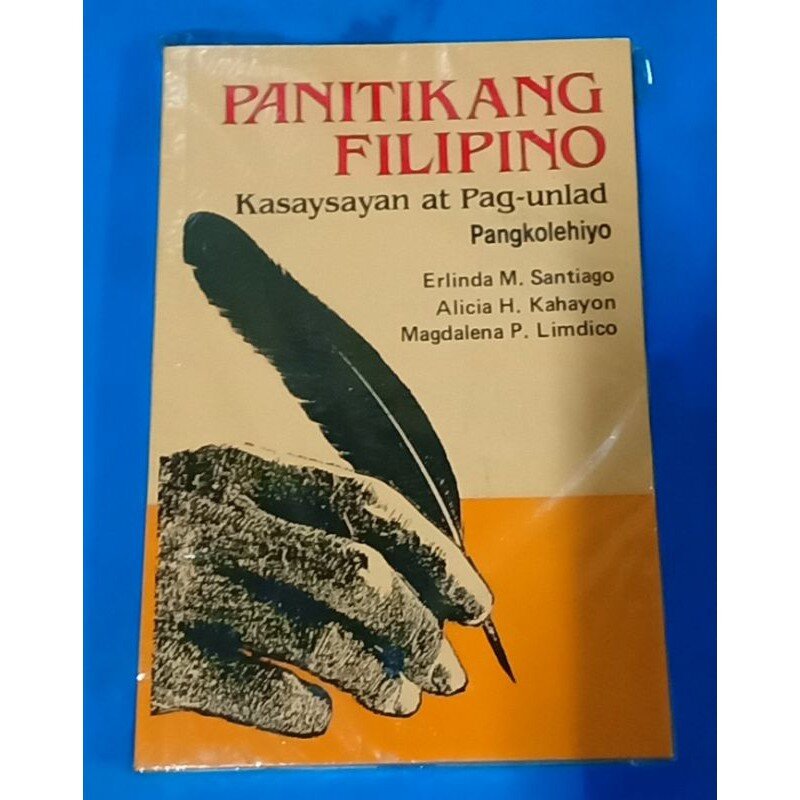 PANITIKANG
FILIPINO
Kasaysayan at Pag-unlad
Pangkolehiyo
Erlinda M. Santiago
Alicia H. Kahayon
Magdalena P. Limdico